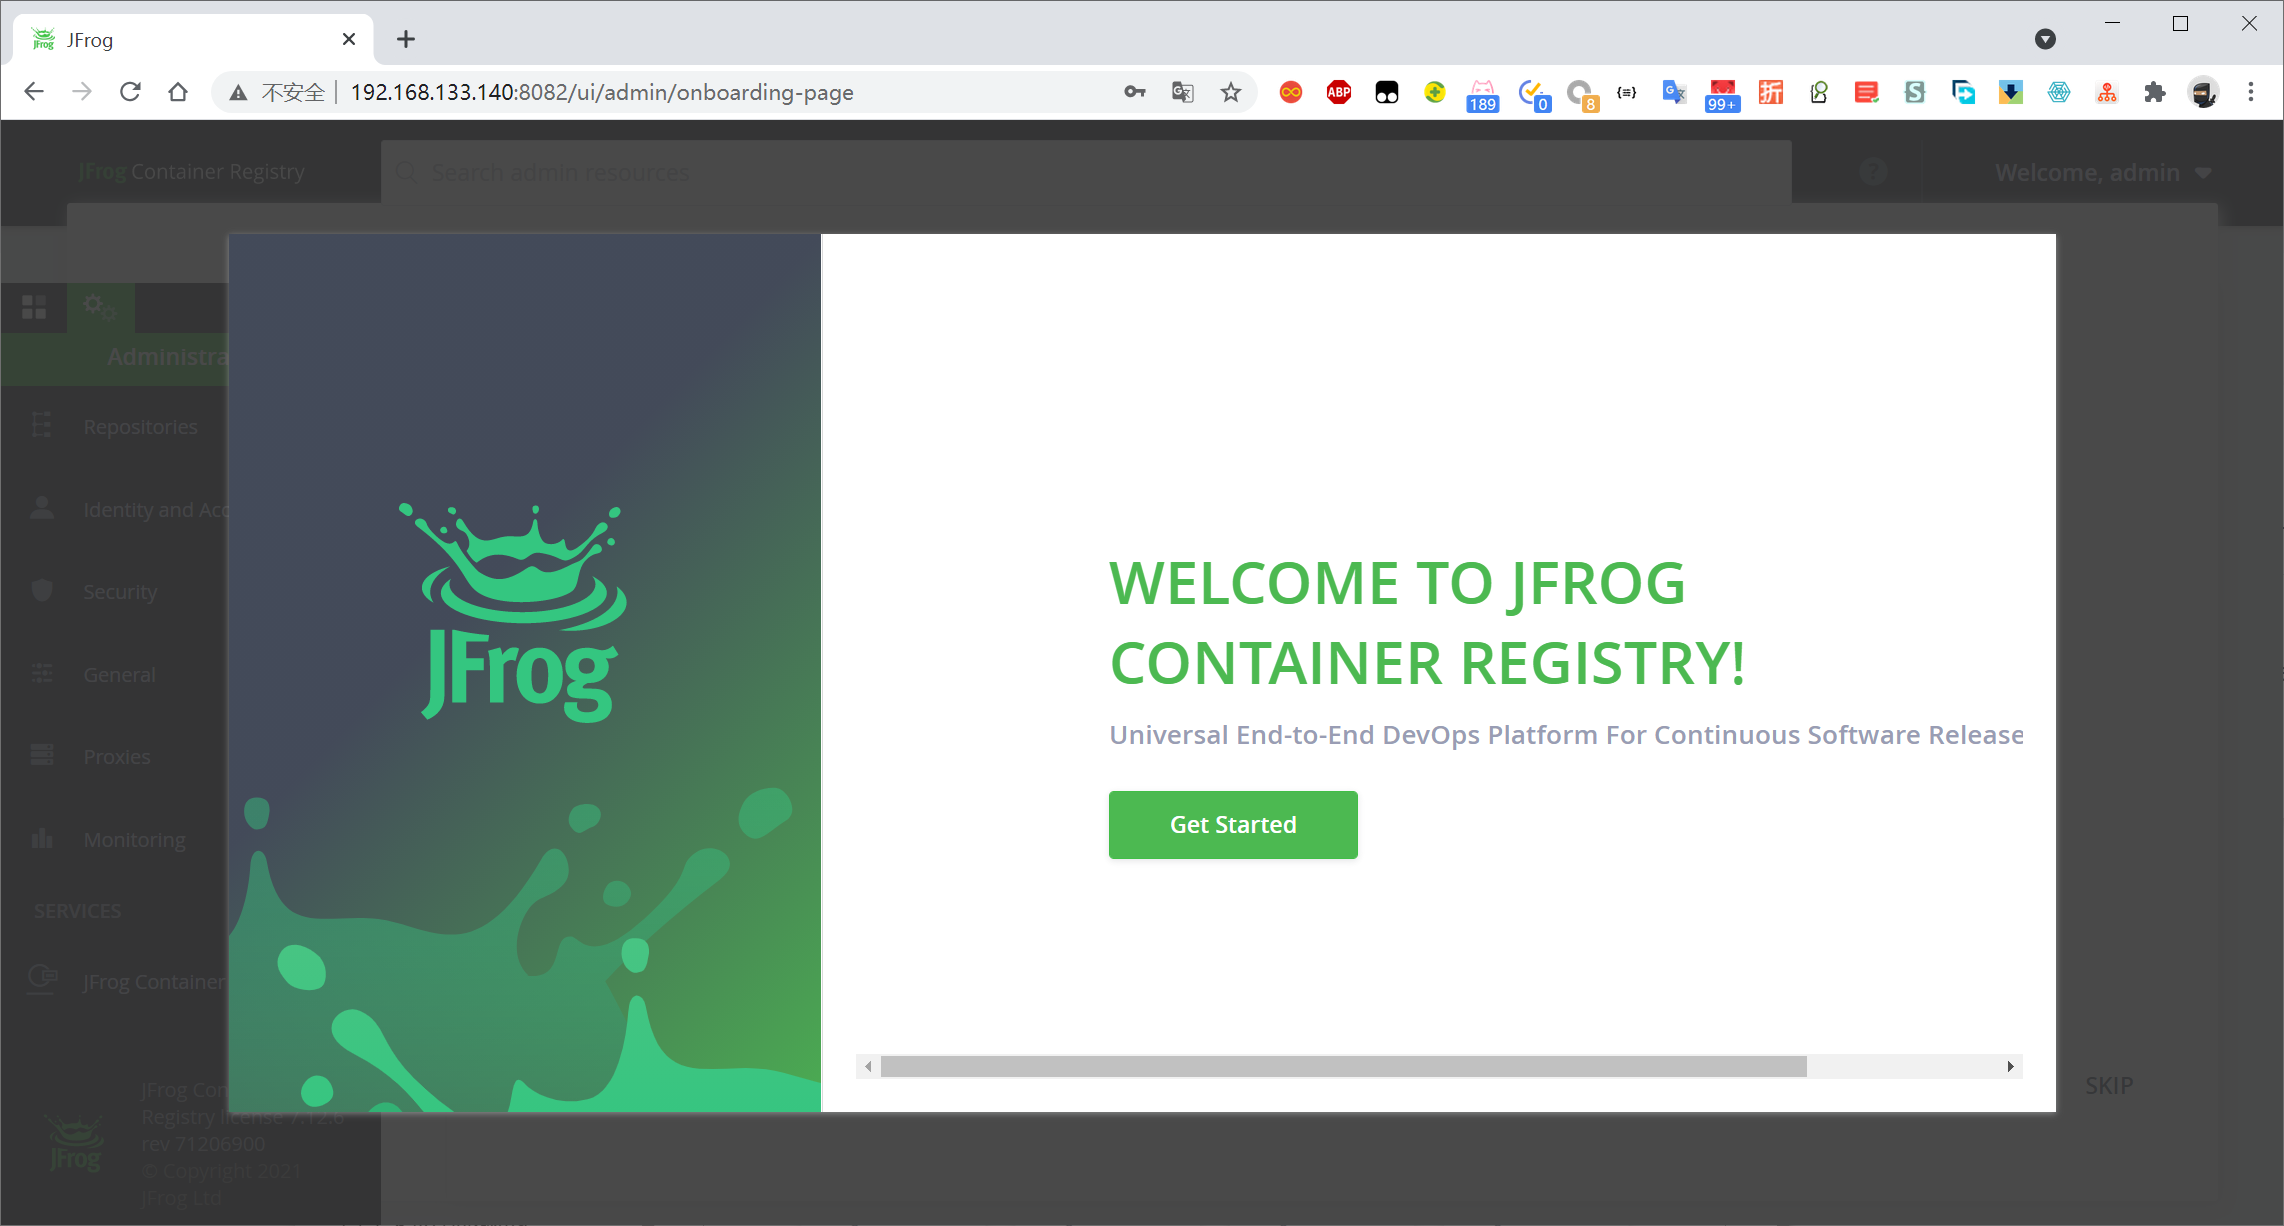 JFrog
不安全
192.168.133.140:8082/ui/admin/onboarding-page
ABP
189
0
8
99+
折
JFrog Container Registry
Search admin resources
?
Welcome, admin
Administra
Repositories
Identity and Acc
Security
General
Proxies
Monitoring
SERVICES
JFrog Container
JFrog Con
Registry license 7.12.6
rev 71206900
© Copyright 2021
JFrog Ltd
JFrog
JFrog
WELCOME TO JFROG
CONTAINER REGISTRY!
Universal End-to-End DevOps Platform For Continuous Software Release
Get Started
SKIP